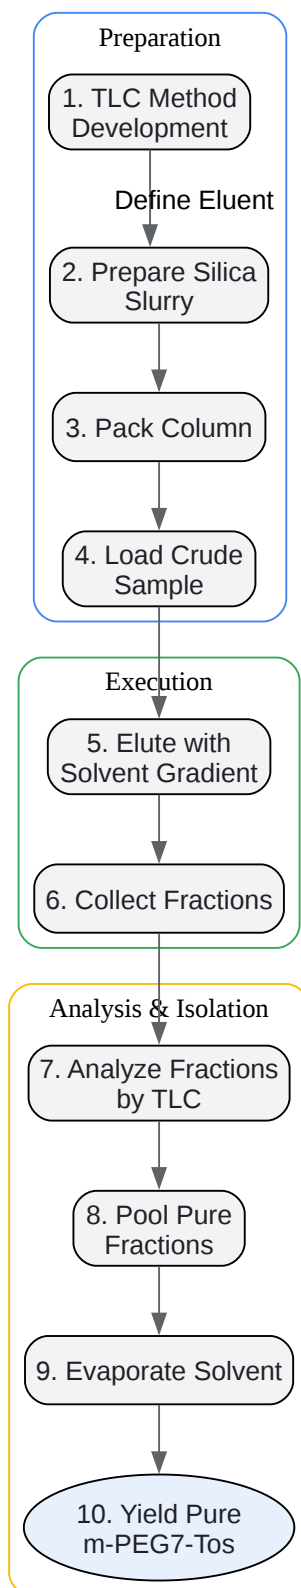 Preparation
1. TLC Method
Development
Define Eluent
2. Prepare Silica
Slurry
3. Pack Column
4. Load Crude
Sample
Execution
5. Elute with
Solvent Gradient
6. Collect Fractions
Analysis & Isolation
7. Analyze Fractions
by TLC
8. Pool Pure
Fractions
9. Evaporate Solvent
10. Yield Pure
m-PEG7-Tos